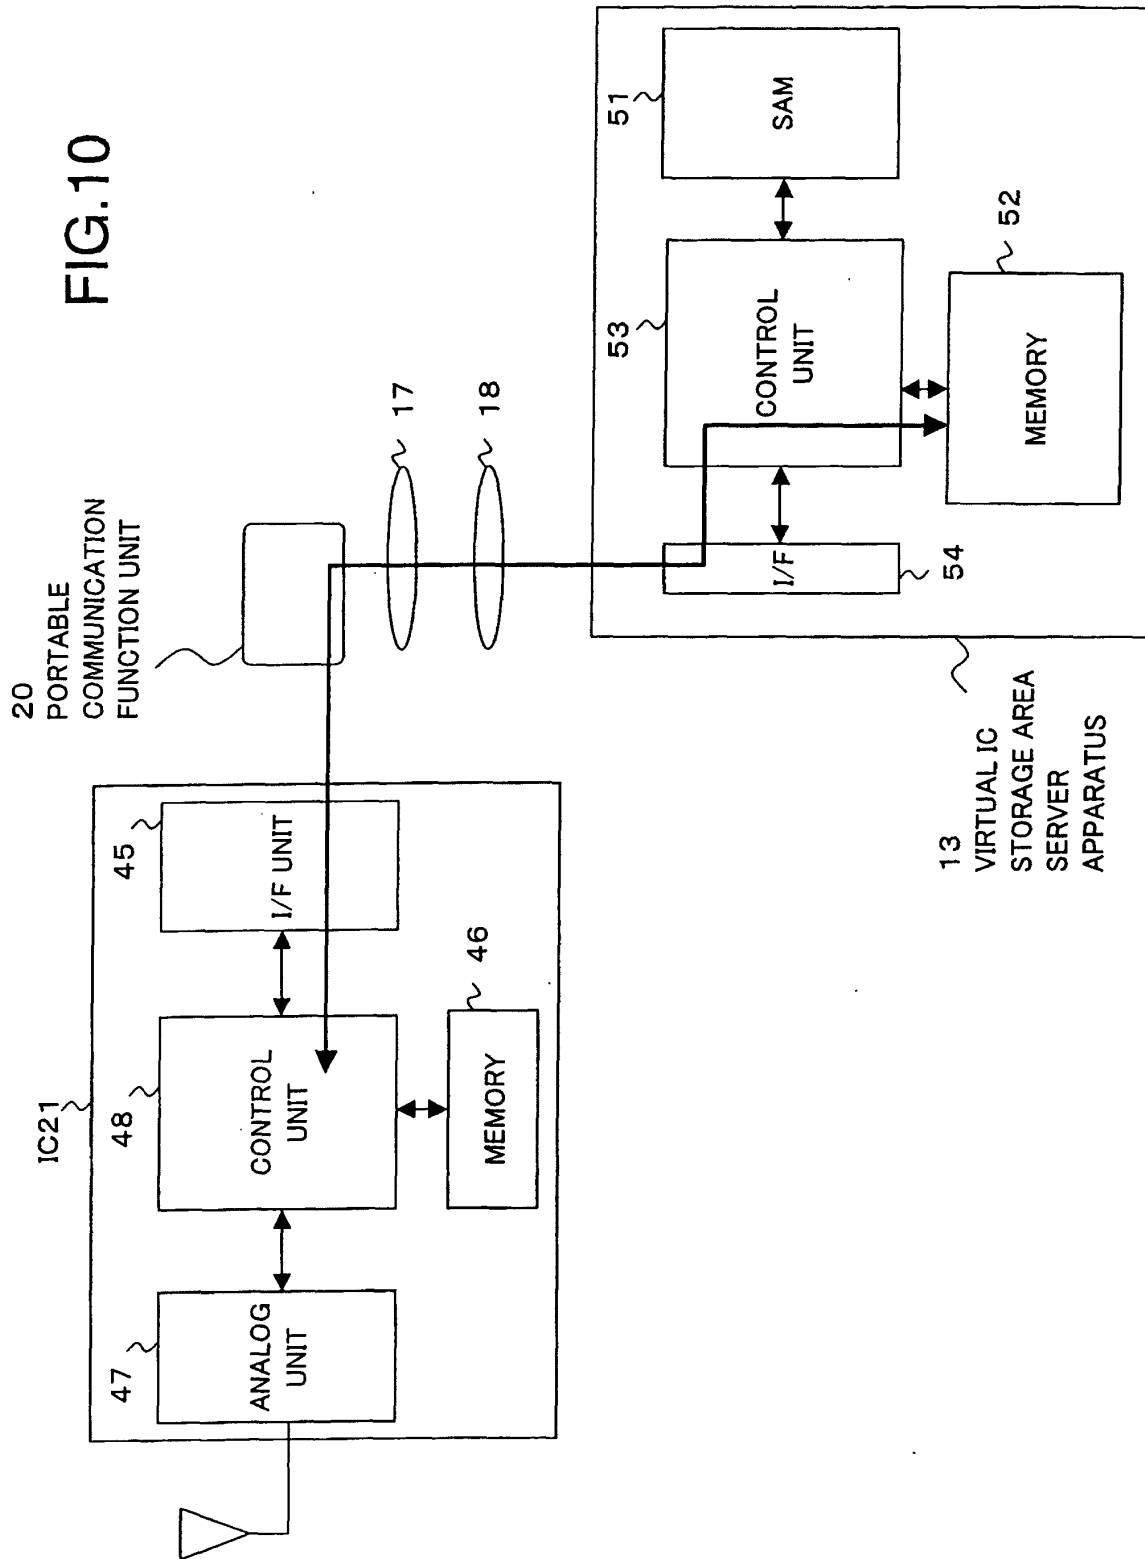 FIG.10
IC21
47
ANALOG
UNIT
48
CONTROL
UNIT
45
I/F UNIT
46
MEMORY
20
PORTABLE
COMMUNICATION
FUNCTION UNIT
17
18
13
VIRTUAL IC
STORAGE AREA
SERVER
APPARATUS
54
I/F
53
CONTROL
UNIT
51
SAM
52
MEMORY